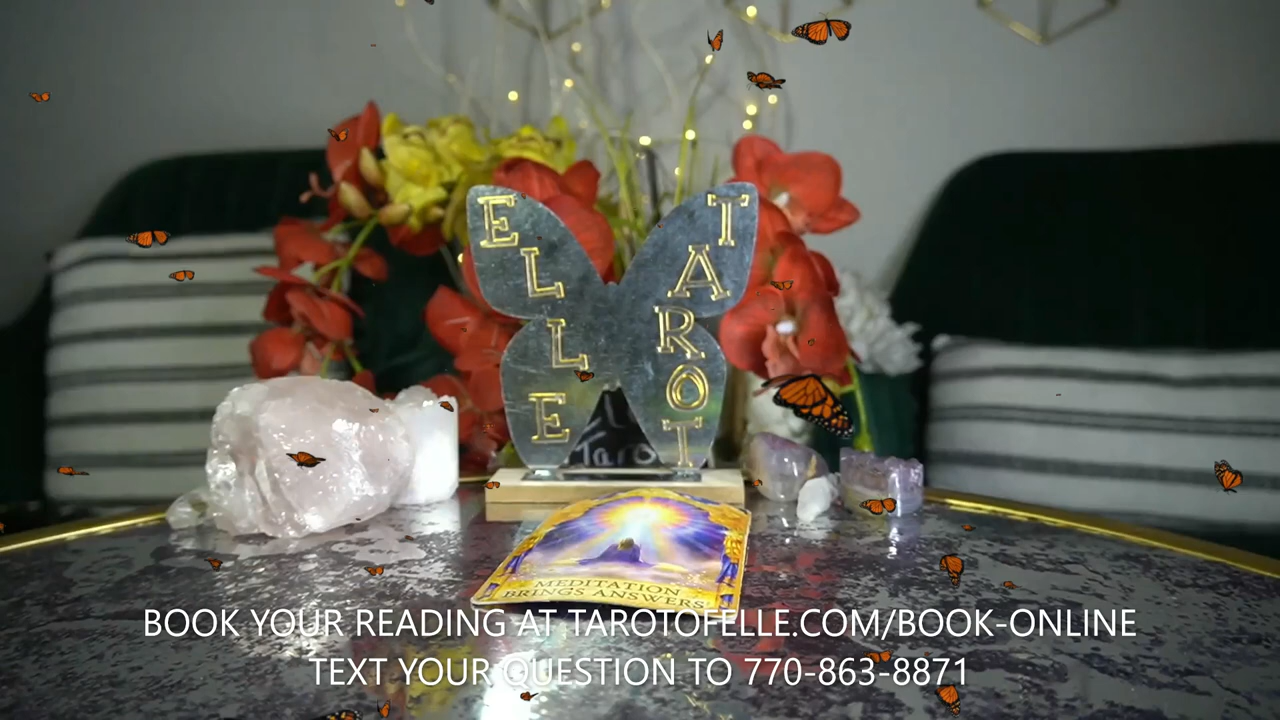 ELLE
TAROT
Tarot
MEDITATION
BRINGS ANSWERS
BOOK YOUR READING AT TAROTOFELLE.COM/BOOK-ONLINE
TEXT YOUR QUESTION TO 770-863-8871